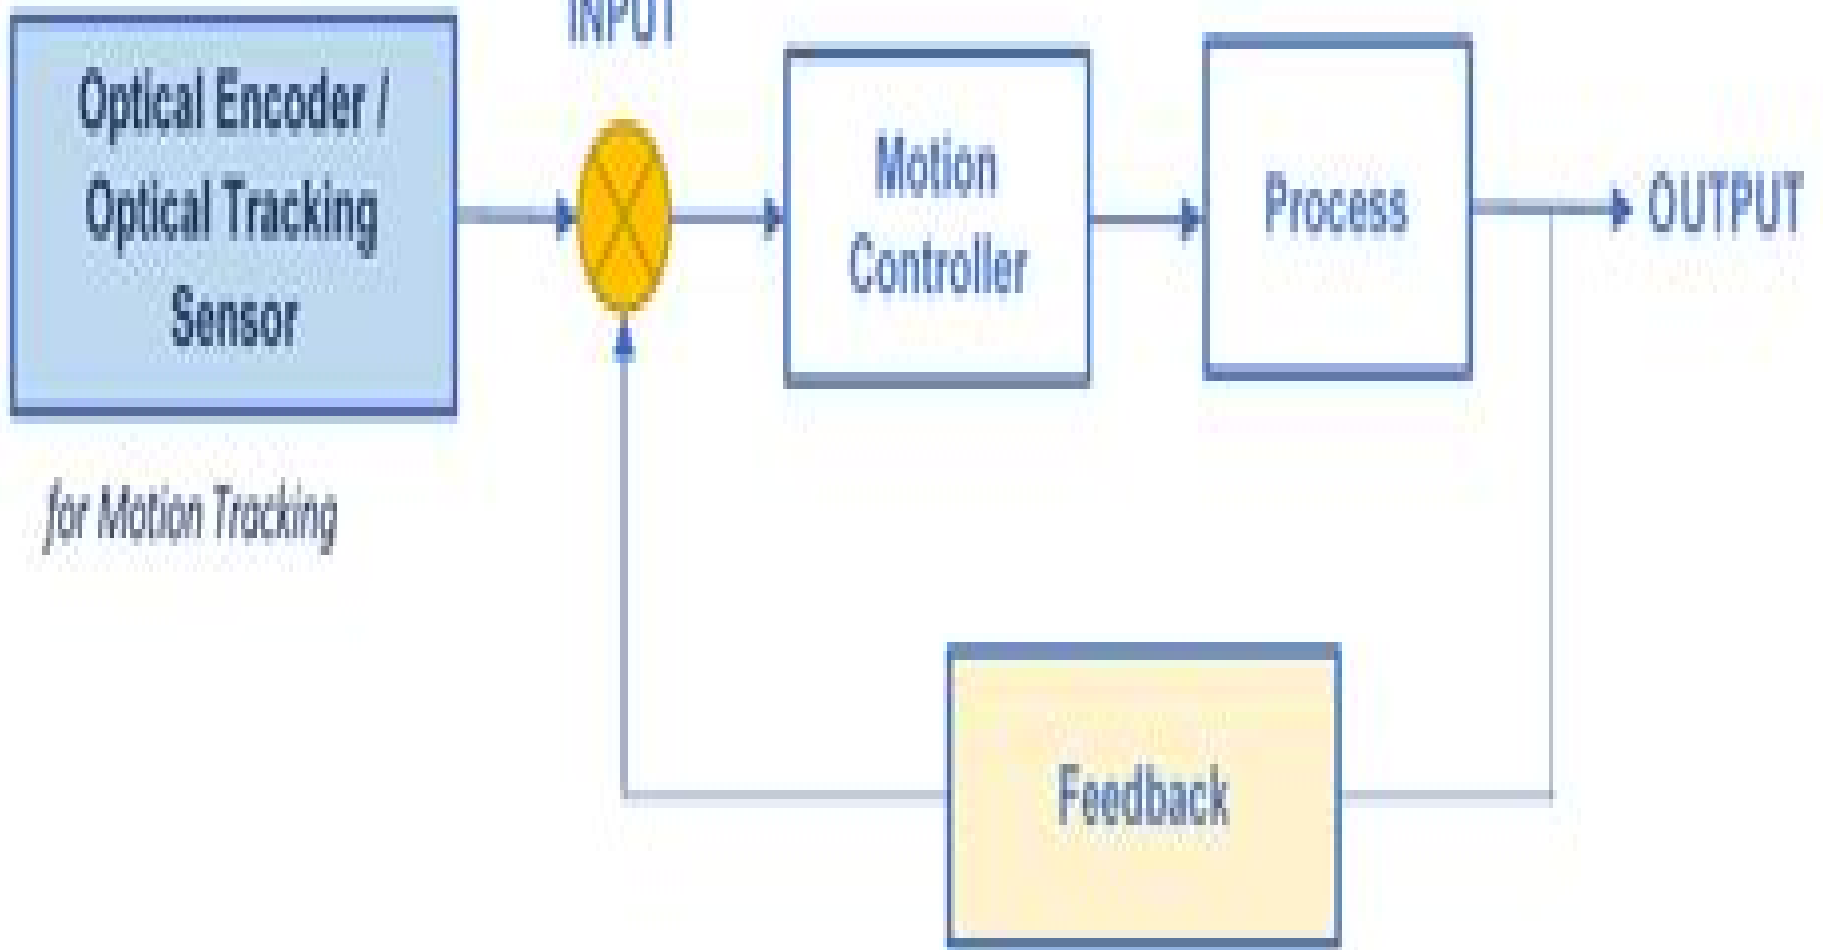 INPUT
Optical Encoder /
Optical Tracking
Sensor
Motion
Controller
Process
OUTPUT
for Motion Tracking
Feedback